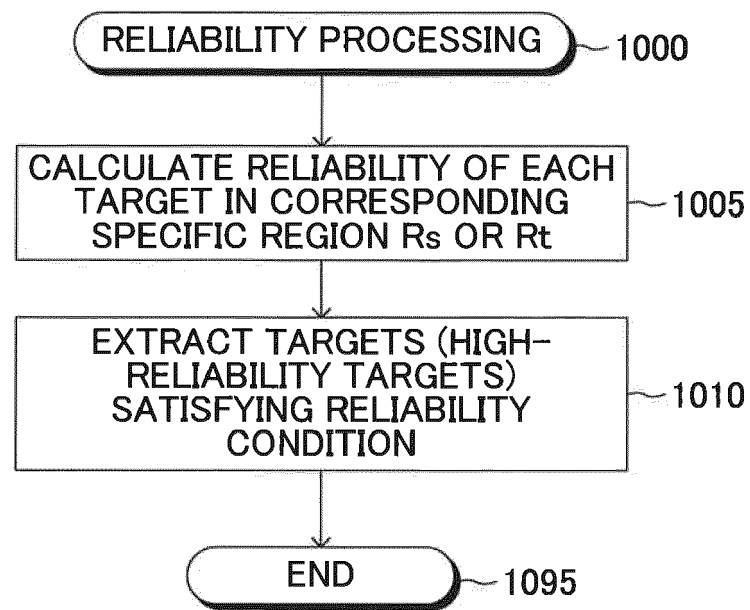 RELIABILITY PROCESSING
1000
CALCULATE RELIABILITY OF EACH
TARGET IN CORRESPONDING
SPECIFIC REGION Rs OR Rt
1005
EXTRACT TARGETS (HIGH-
RELIABILITY TARGETS)
SATISFYING RELIABILITY
CONDITION
1010
END
1095